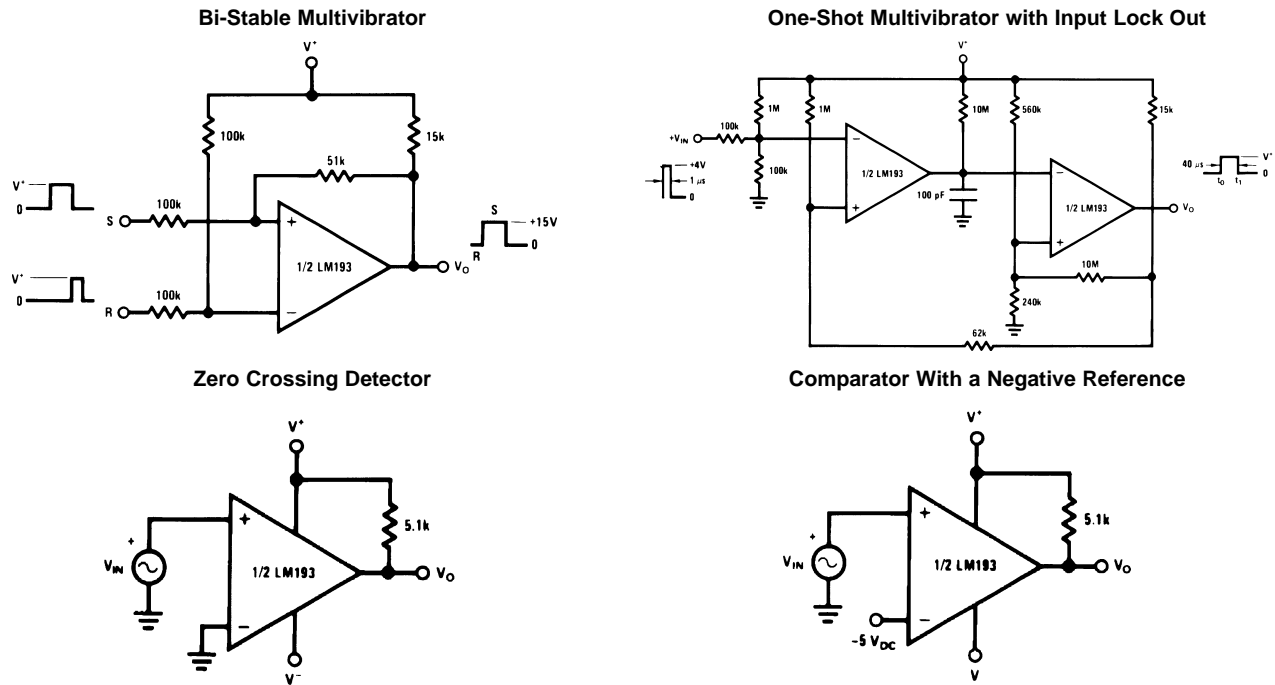 Bi-Stable Multivibrator
V+
100k
15k
51k
V+
0
100k
S
+
1/2 LM193
−
VO
S
+15V
0
R
V+
0
100k
R
One-Shot Multivibrator with Input Lock Out
V+
1M
1M
10M
560k
15k
100k
+VIN
+4V
1 µs
0
100k
−
1/2 LM193
+
100 pF
−
1/2 LM193
+
VO
40 µs
V+
0
t0 t1
10M
240k
62k
Zero Crossing Detector
V+
+
5.1k
+
VIN
1/2 LM193
VO
−
V−
Comparator With a Negative Reference
V+
+
5.1k
+
VIN
1/2 LM193
VO
−
−5 VDC
V